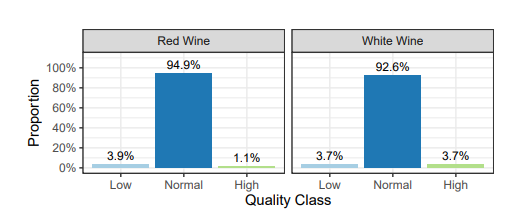 Red Wine
White Wine
Proportion
100%
80%
60%
40%
20%
0%
3.9%
94.9%
1.1%
3.7%
92.6%
3.7%
Low
Normal
High
Low
Normal
High
Quality Class